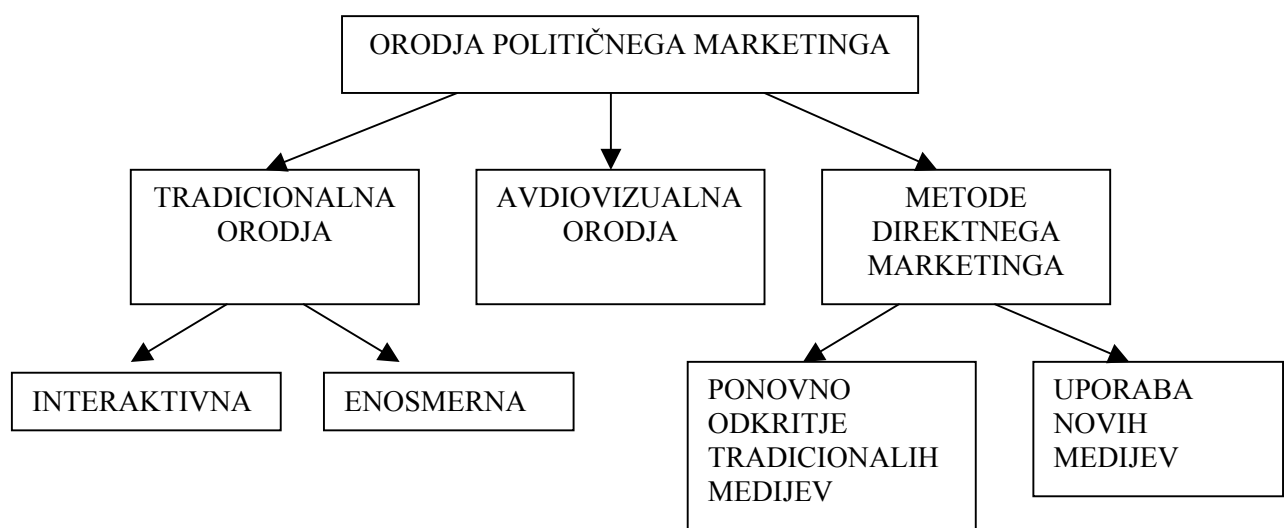 ORODJA POLITIČNEGA MARKETINGA
TRADICIONALNA
ORODJA
AVDIOVIZUALNA
ORODJA
METODE
DIREKTNEGA
MARKETINGA
INTERAKTIVNA
ENOSMERNA
PONOVNO
ODKRITJE
TRADICIONALIH
MEDIJEV
UPORABA
NOVIH
MEDIJEV